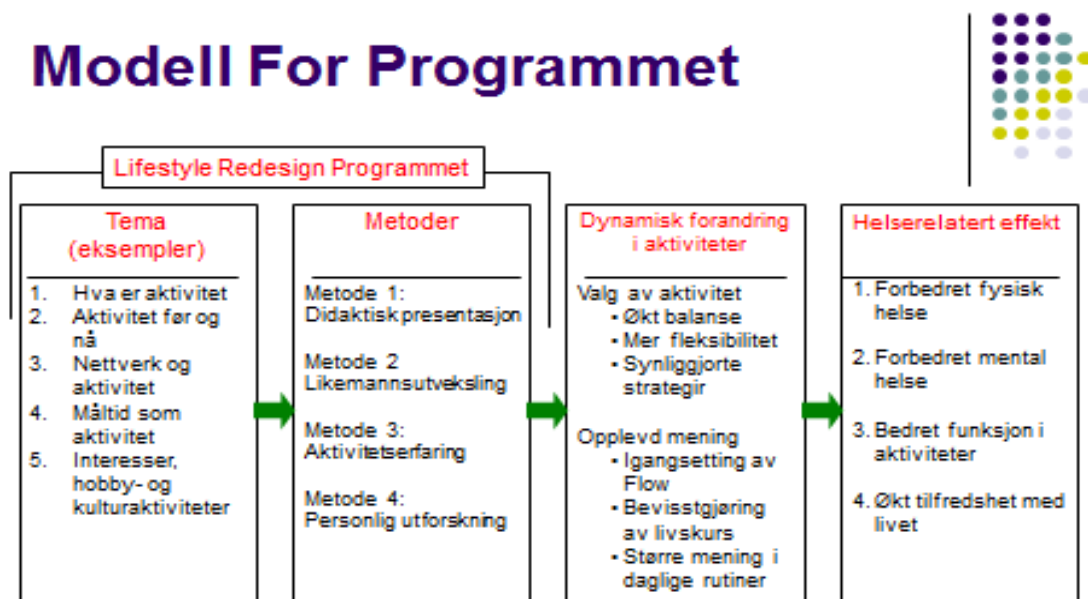 Modell For Programmet
Lifestyle Redesign Programmet
Tema
(eksempler)
1. Hva er aktivitet
2. Aktivitet før og
nå
3. Nettverk og
aktivitet
4. Måltid som
aktivitet
5. Interesser,
hobby- og
kulturaktiviteter
Metoder
Metode 1:
Didaktisk presentasjon
Metode 2
Likemannsutveksling
Metode 3:
Aktivitetserfaring
Metode 4:
Personlig utforskning
Dynamisk forandring
i aktiviteter
Valg av aktivitet
• Økt balanse
• Mer fleksibilitet
• Synliggjorte
strategir
Opplevd mening
• Igangsetting av
Flow
• Bevisstgjøring
av livskurs
• Større mening i
daglige rutiner
Helserelatert effekt
1. Forbedret fysisk
helse
2. Forbedret mental
helse
3. Bedret funksjon i
aktiviteter
4. Økt tilfredshet med
livet